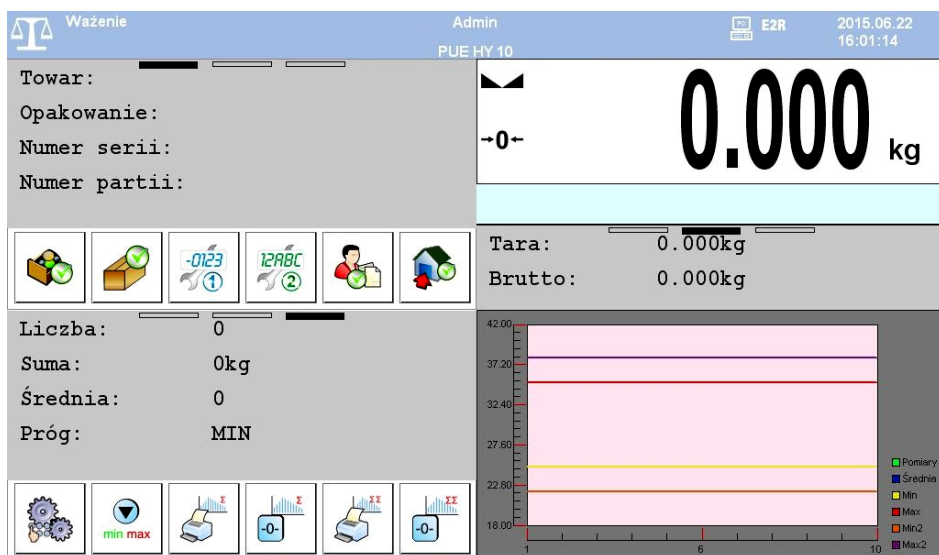 Ważenie
Admin
PUE HY 10
PC
E2R
2015.06.22
16:01:14
Towar:
Opakowanie:
Numer serii:
Numer partii:
→0←
0.000 kg
-0123
1
12ABC
2
Tara: 0.000kg
Brutto: 0.000kg
Liczba: 0
Suma: 0kg
Średnia: 0
Próg: MIN
min max
Σ
Σ
-0-
ΣΣ
ΣΣ
-0-
42.00
37.20
32.40
27.60
22.80
18.00
1 6 10
Pomiary
Średnia
Min
Max
Min2
Max2